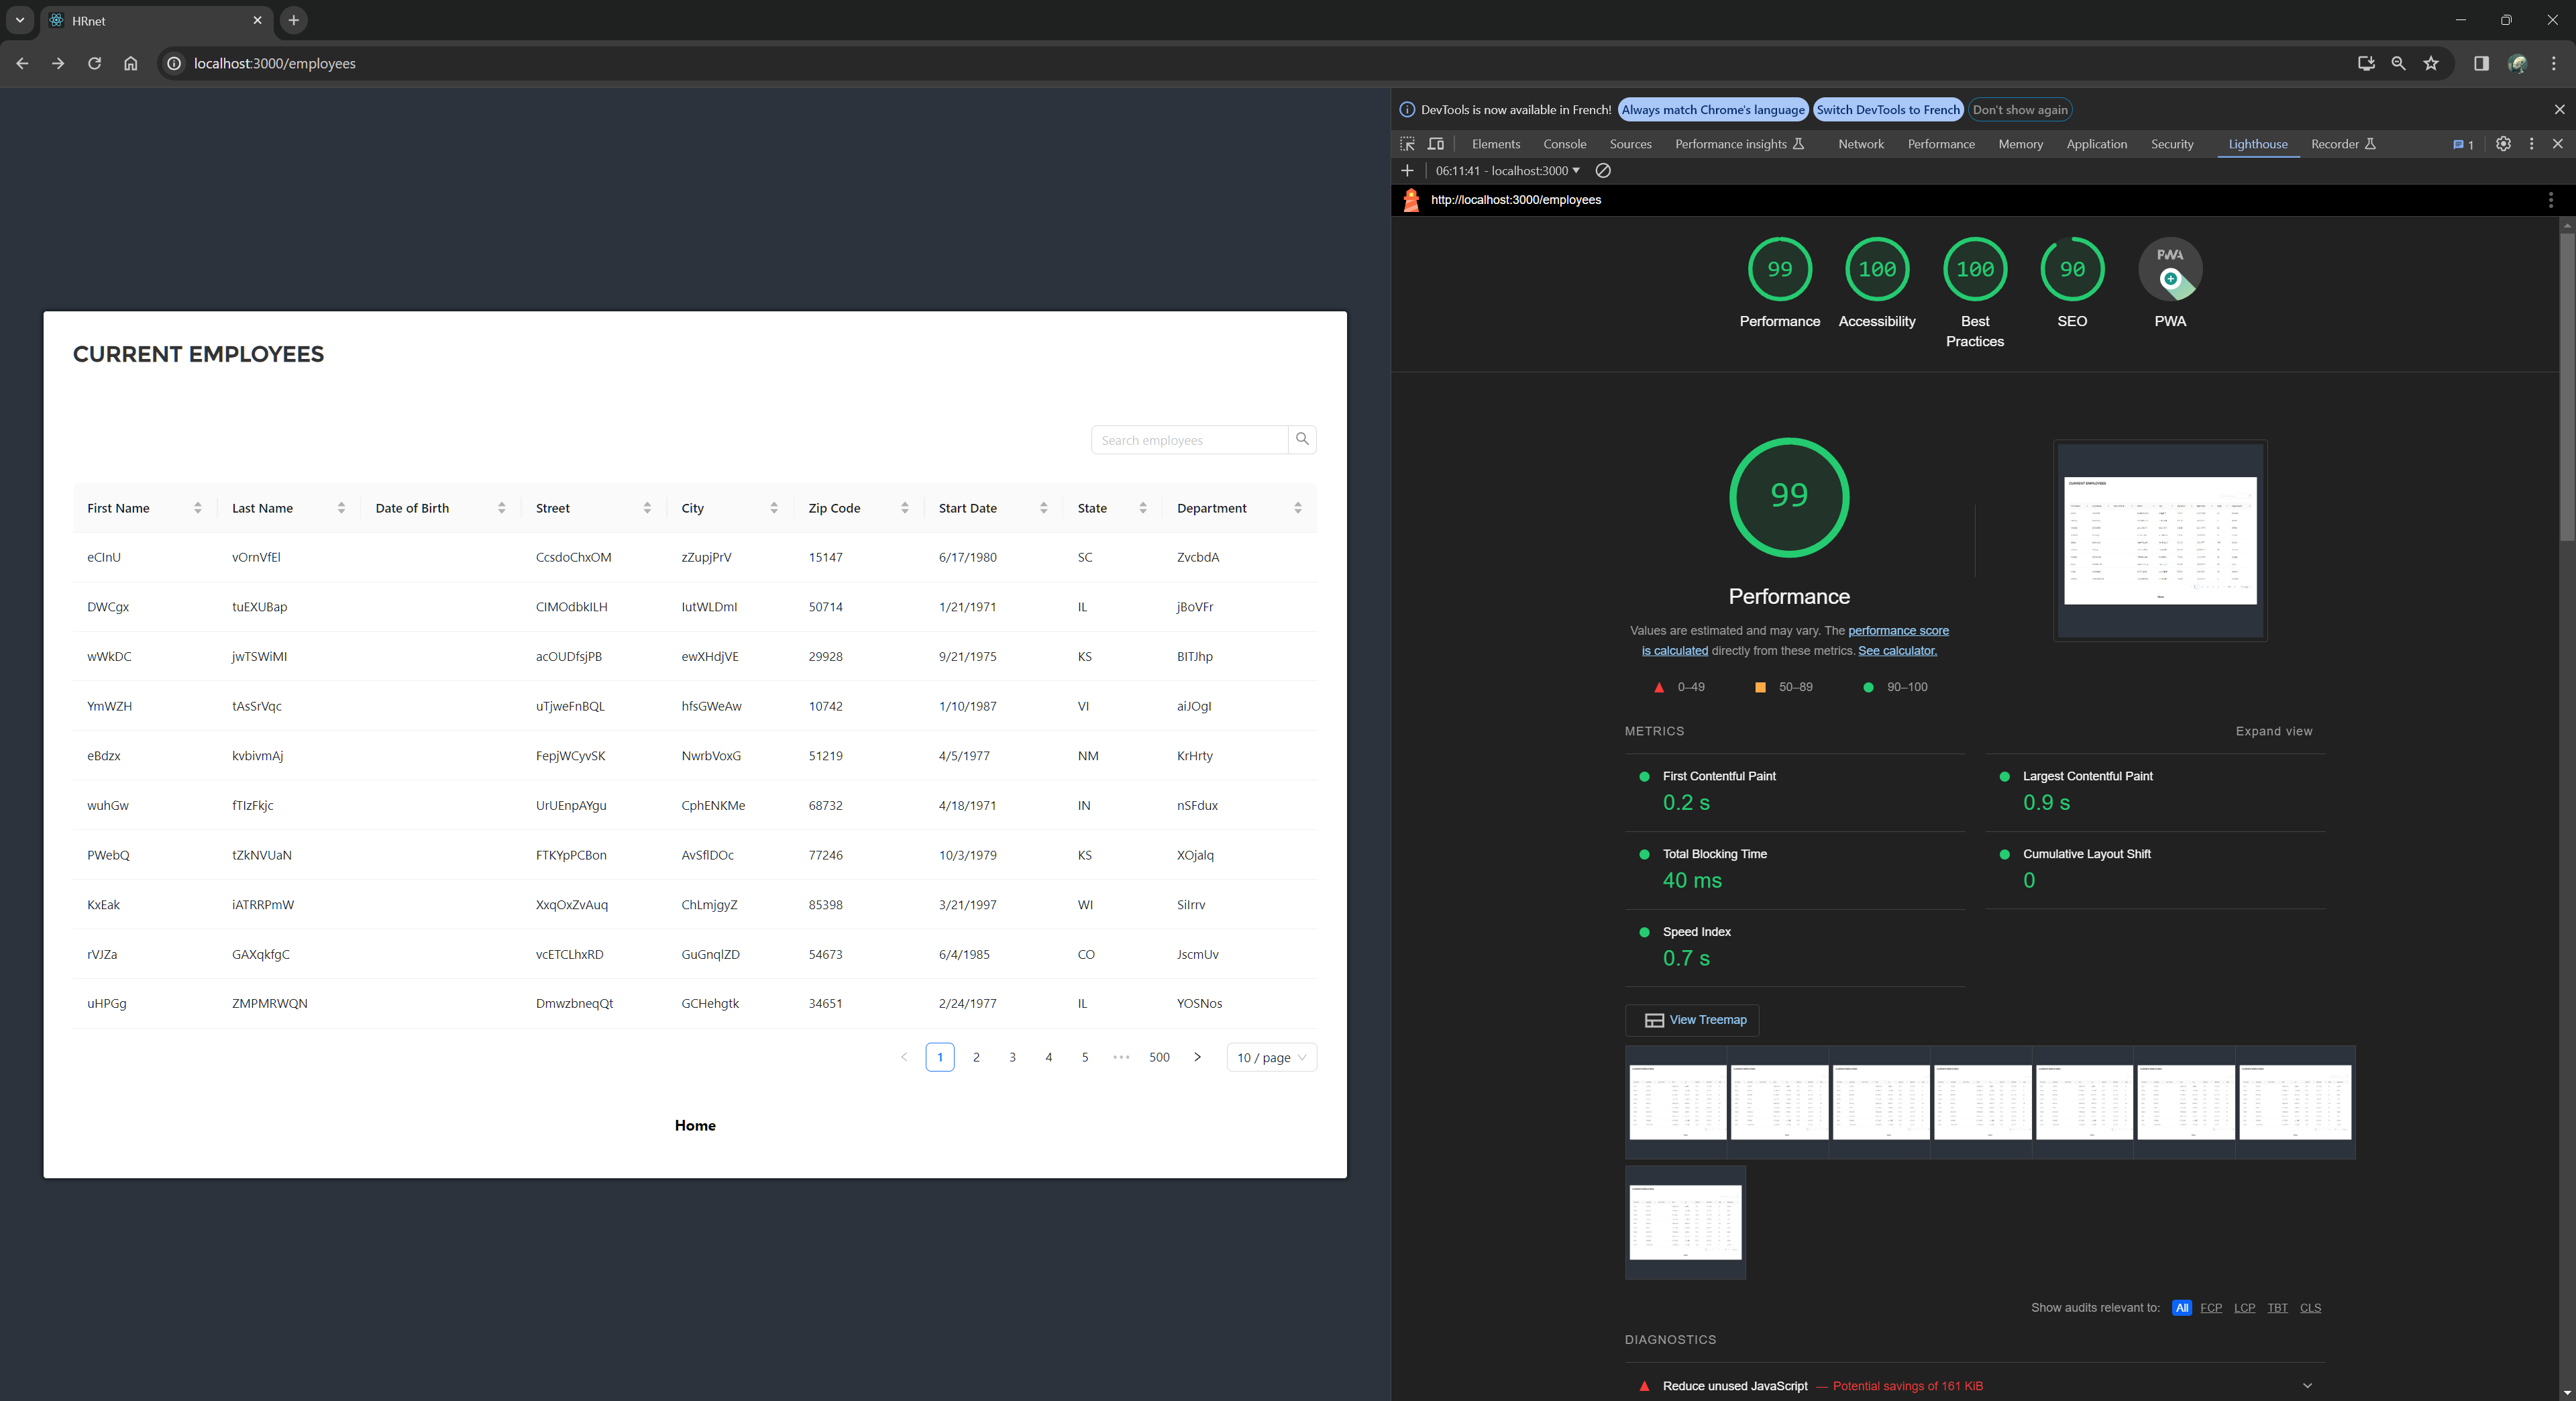 HRnet
localhost:3000/employees
DevTools is now available in French! Always match Chrome's language Switch DevTools to French Don't show again
Elements Console Sources Performance insights Network Performance Memory Application Security Lighthouse Recorder 1
06:11:41 - localhost:3000
http://localhost:3000/employees
99 100 100 90 PWA
Performance Accessibility Best Practices SEO PWA
CURRENT EMPLOYEES
Search employees
First Name Last Name Date of Birth Street City Zip Code Start Date State Department
eCInU vOrnVfEl CcsdoChxOM zZupjPrV 15147 6/17/1980 SC ZvcbdA
DWCgx tuEXUBap CIMOdbkILH IutWLDmI 50714 1/21/1971 IL jBoVFr
wWkDC jwTSWiMI acOUDfsjPB ewXHdjVE 29928 9/21/1975 KS BITJhp
YmWZH tAsSrVqc uTjweFnBQL hfsGWeAw 10742 1/10/1987 VI aiJOgI
eBdzx kvbivmAj FepjWCyvSK NwrbVoxG 51219 4/5/1977 NM KrHrty
wuhGw fTIzFkjc UrUEnpAYgu CphENKMe 68732 4/18/1971 IN nSFdux
PWebQ tZkNVUaN FTKYpPCBon AvSflDOc 77246 10/3/1979 KS XOjalq
KxEak iATRRPmW XxqOxZvAuq ChLmjgyZ 85398 3/21/1997 WI SiIrrv
rVJZa GAXqkfgC vcETCLhxRD GuGnqIZD 54673 6/4/1985 CO JscmUv
uHPGg ZMPMRWQN DmwzbneqQt GCHehgtk 34651 2/24/1977 IL YOSNos
1 2 3 4 5 ••• 500 10 / page
Home
99
Performance
Values are estimated and may vary. The performance score
is calculated directly from these metrics. See calculator.
0–49 50–89 90–100
METRICS Expand view
First Contentful Paint
0.2 s
Largest Contentful Paint
0.9 s
Total Blocking Time
40 ms
Cumulative Layout Shift
0
Speed Index
0.7 s
View Treemap
Show audits relevant to: All FCP LCP TBT CLS
DIAGNOSTICS
Reduce unused JavaScript — Potential savings of 161 KiB